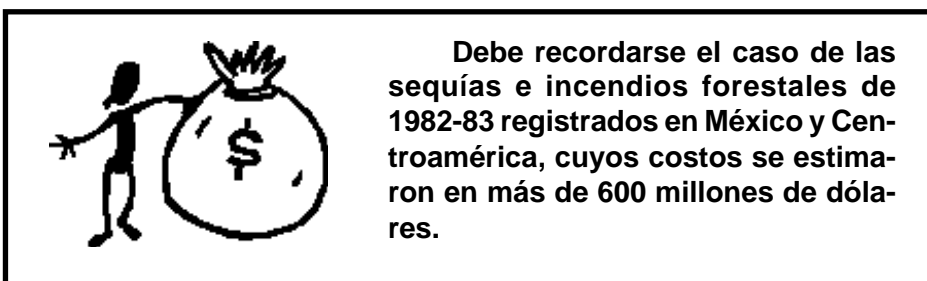 Debe recordarse el caso de las
sequías e incendios forestales de
1982-83 registrados en México y Cen-
troamérica, cuyos costos se estima-
ron en más de 600 millones de dóla-
res.
$